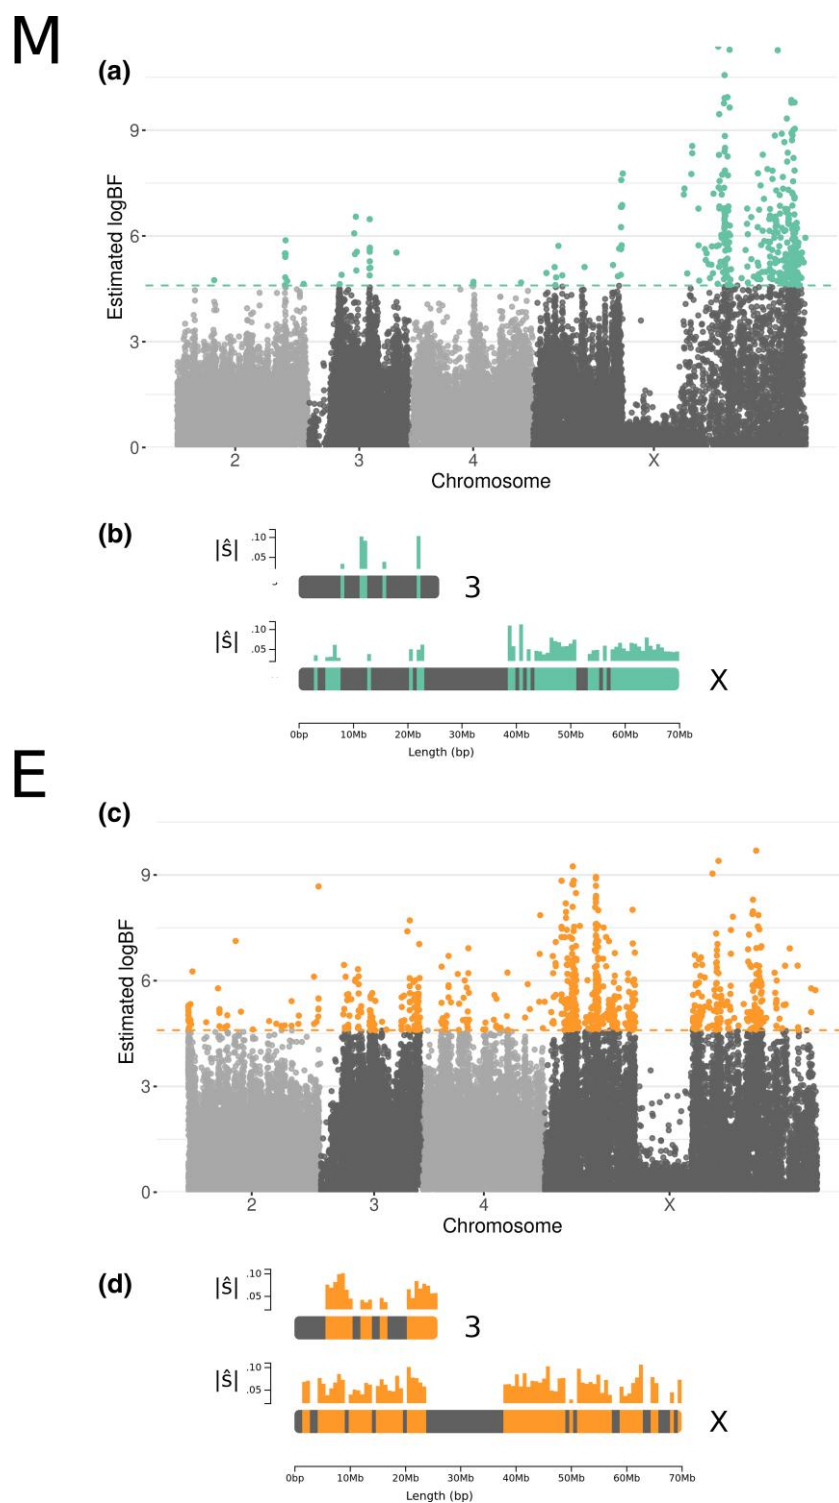 M
(a)
9
6
3
0
Estimated logBF
2 3 4 X
Chromosome
(b)
|ŝ| .10
.05
3
|ŝ| .10
.05
X
0bp 10Mb 20Mb 30Mb 40Mb 50Mb 60Mb 70Mb
Length (bp)
E
(c)
9
6
3
0
Estimated logBF
2 3 4 X
Chromosome
(d)
|ŝ| .10
.05
3
|ŝ| .10
.05
X
0bp 10Mb 20Mb 30Mb 40Mb 50Mb 60Mb 70Mb
Length (bp)